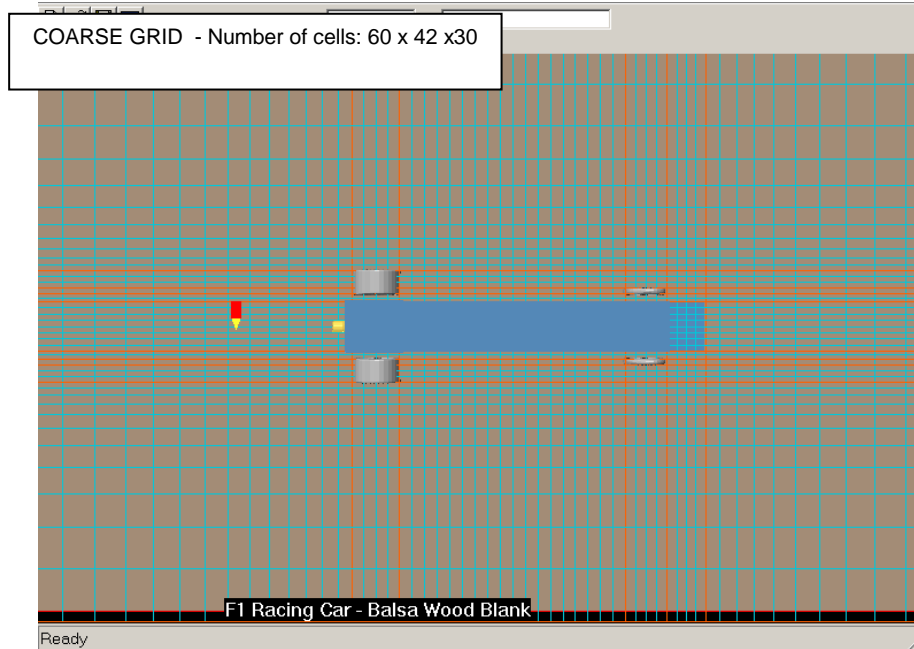 COARSE GRID - Number of cells: 60 x 42 x30
F1 Racing Car - Balsa Wood Blank
Ready